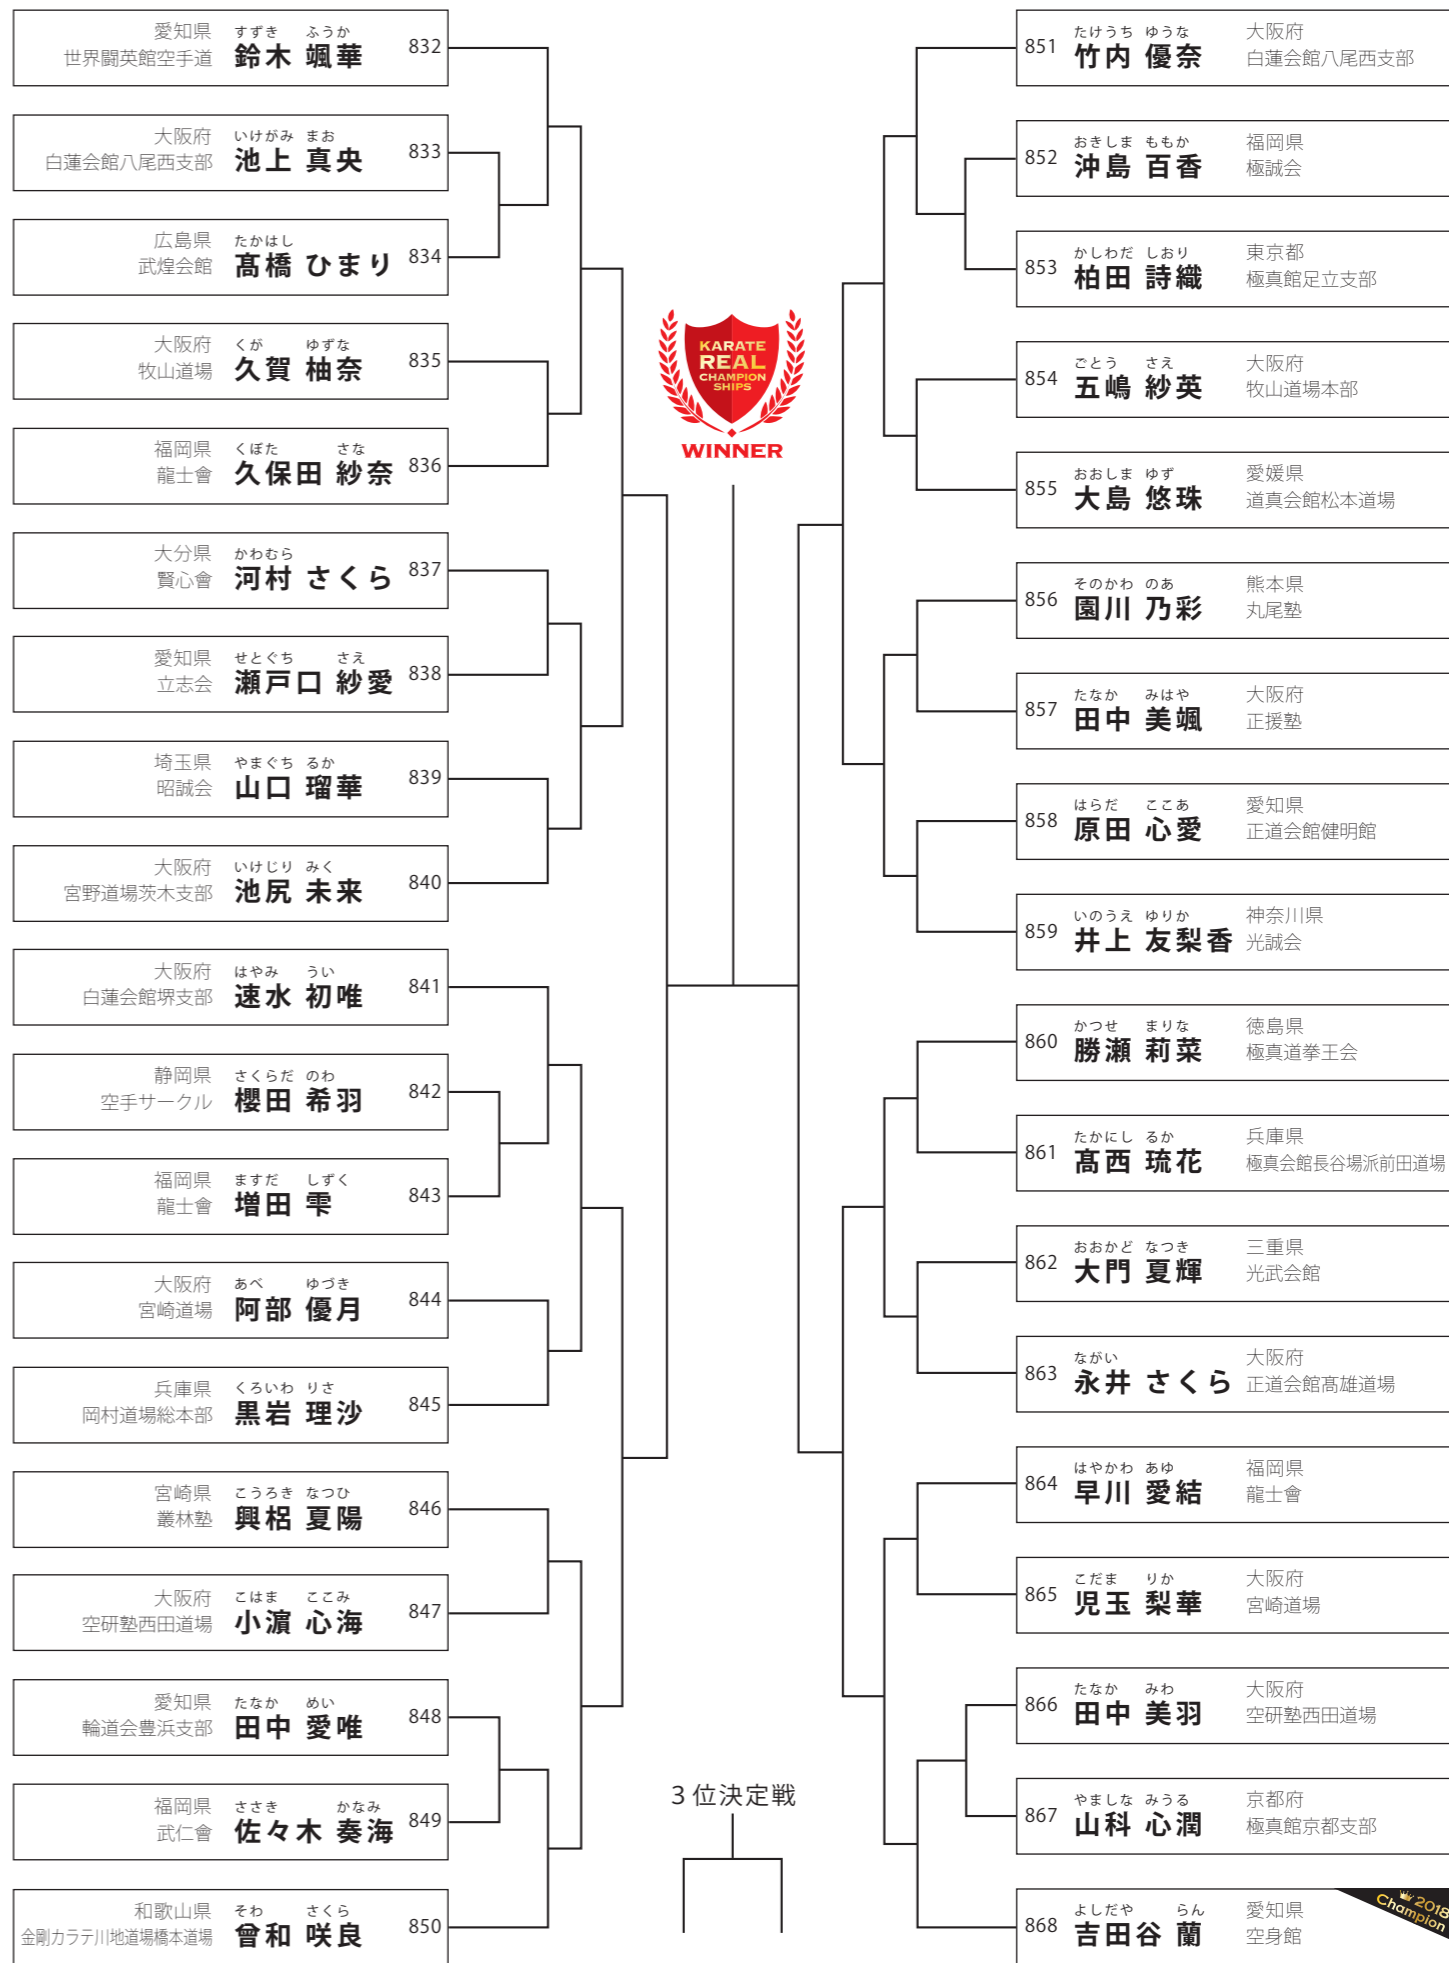 愛知県
世界闘英館空手道
すずき ふうか
鈴木 颯華
832
大阪府
白蓮会館八尾西支部
いけがみ まお
池上 真央
833
広島県
武煌会館
たかはし
髙橋 ひまり
834
大阪府
牧山道場
くが ゆずな
久賀 柚奈
835
福岡県
龍士會
くぼた さな
久保田 紗奈
836
大分県
賢心會
かわむら
河村 さくら
837
愛知県
立志会
せとぐち さえ
瀬戸口 紗愛
838
埼玉県
昭誠会
やまぐち るか
山口 瑠華
839
大阪府
宮野道場茨木支部
いけじり みく
池尻 未来
840
大阪府
白蓮会館堺支部
はやみ うい
速水 初唯
841
静岡県
空手サークル
さくらだ のわ
櫻田 希羽
842
福岡県
龍士會
ますだ しずく
増田 雫
843
大阪府
宮崎道場
あべ ゆづき
阿部 優月
844
兵庫県
岡村道場総本部
くろいわ りさ
黒岩 理沙
845
宮崎県
叢林塾
こうろき なつひ
興梠 夏陽
846
大阪府
空研塾西田道場
こはま ここみ
小濵 心海
847
愛知県
輪道会豊浜支部
たなか めい
田中 愛唯
848
福岡県
武仁會
ささき かなみ
佐々木 奏海
849
和歌山県
金剛カラテ川地道場橋本道場
そわ さくら
曾和 咲良
850
KARATE
REAL
CHAMPION
SHIPS
WINNER
3位決定戦
851
たけうち ゆうな
竹内 優奈
大阪府
白蓮会館八尾西支部
852
おきしま ももか
沖島 百香
福岡県
極誠会
853
かしわだ しおり
柏田 詩織
東京都
極真館足立支部
854
ごとう さえ
五嶋 紗英
大阪府
牧山道場本部
855
おおしま ゆず
大島 悠珠
愛媛県
道真会館松本道場
856
そのかわ のあ
園川 乃彩
熊本県
丸尾塾
857
たなか みはや
田中 美颯
大阪府
正援塾
858
はらだ ここあ
原田 心愛
愛知県
正道会館健明館
859
いのうえ ゆりか
井上 友梨香
神奈川県
光誠会
860
かつせ まりな
勝瀬 莉菜
徳島県
極真道拳王会
861
たかにし るか
髙西 琉花
兵庫県
極真会館長谷場派前田道場
862
おおかど なつき
大門 夏輝
三重県
光武会館
863
ながい
永井 さくら
大阪府
正道会館髙雄道場
864
はやかわ あゆ
早川 愛結
福岡県
龍士會
865
こだま りか
児玉 梨華
大阪府
宮崎道場
866
たなか みわ
田中 美羽
大阪府
空研塾西田道場
867
やましな みうる
山科 心潤
京都府
極真館京都支部
868
よしだや らん
吉田谷 蘭
愛知県
空身館
2018
Champion